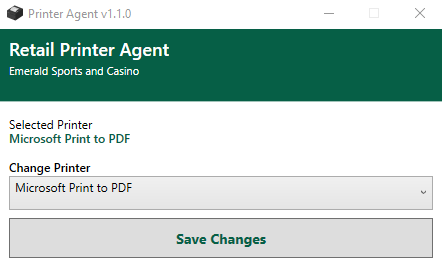 Printer Agent v1.1.0
Retail Printer Agent
Emerald Sports and Casino
Selected Printer
Microsoft Print to PDF
Change Printer
Microsoft Print to PDF
Save Changes